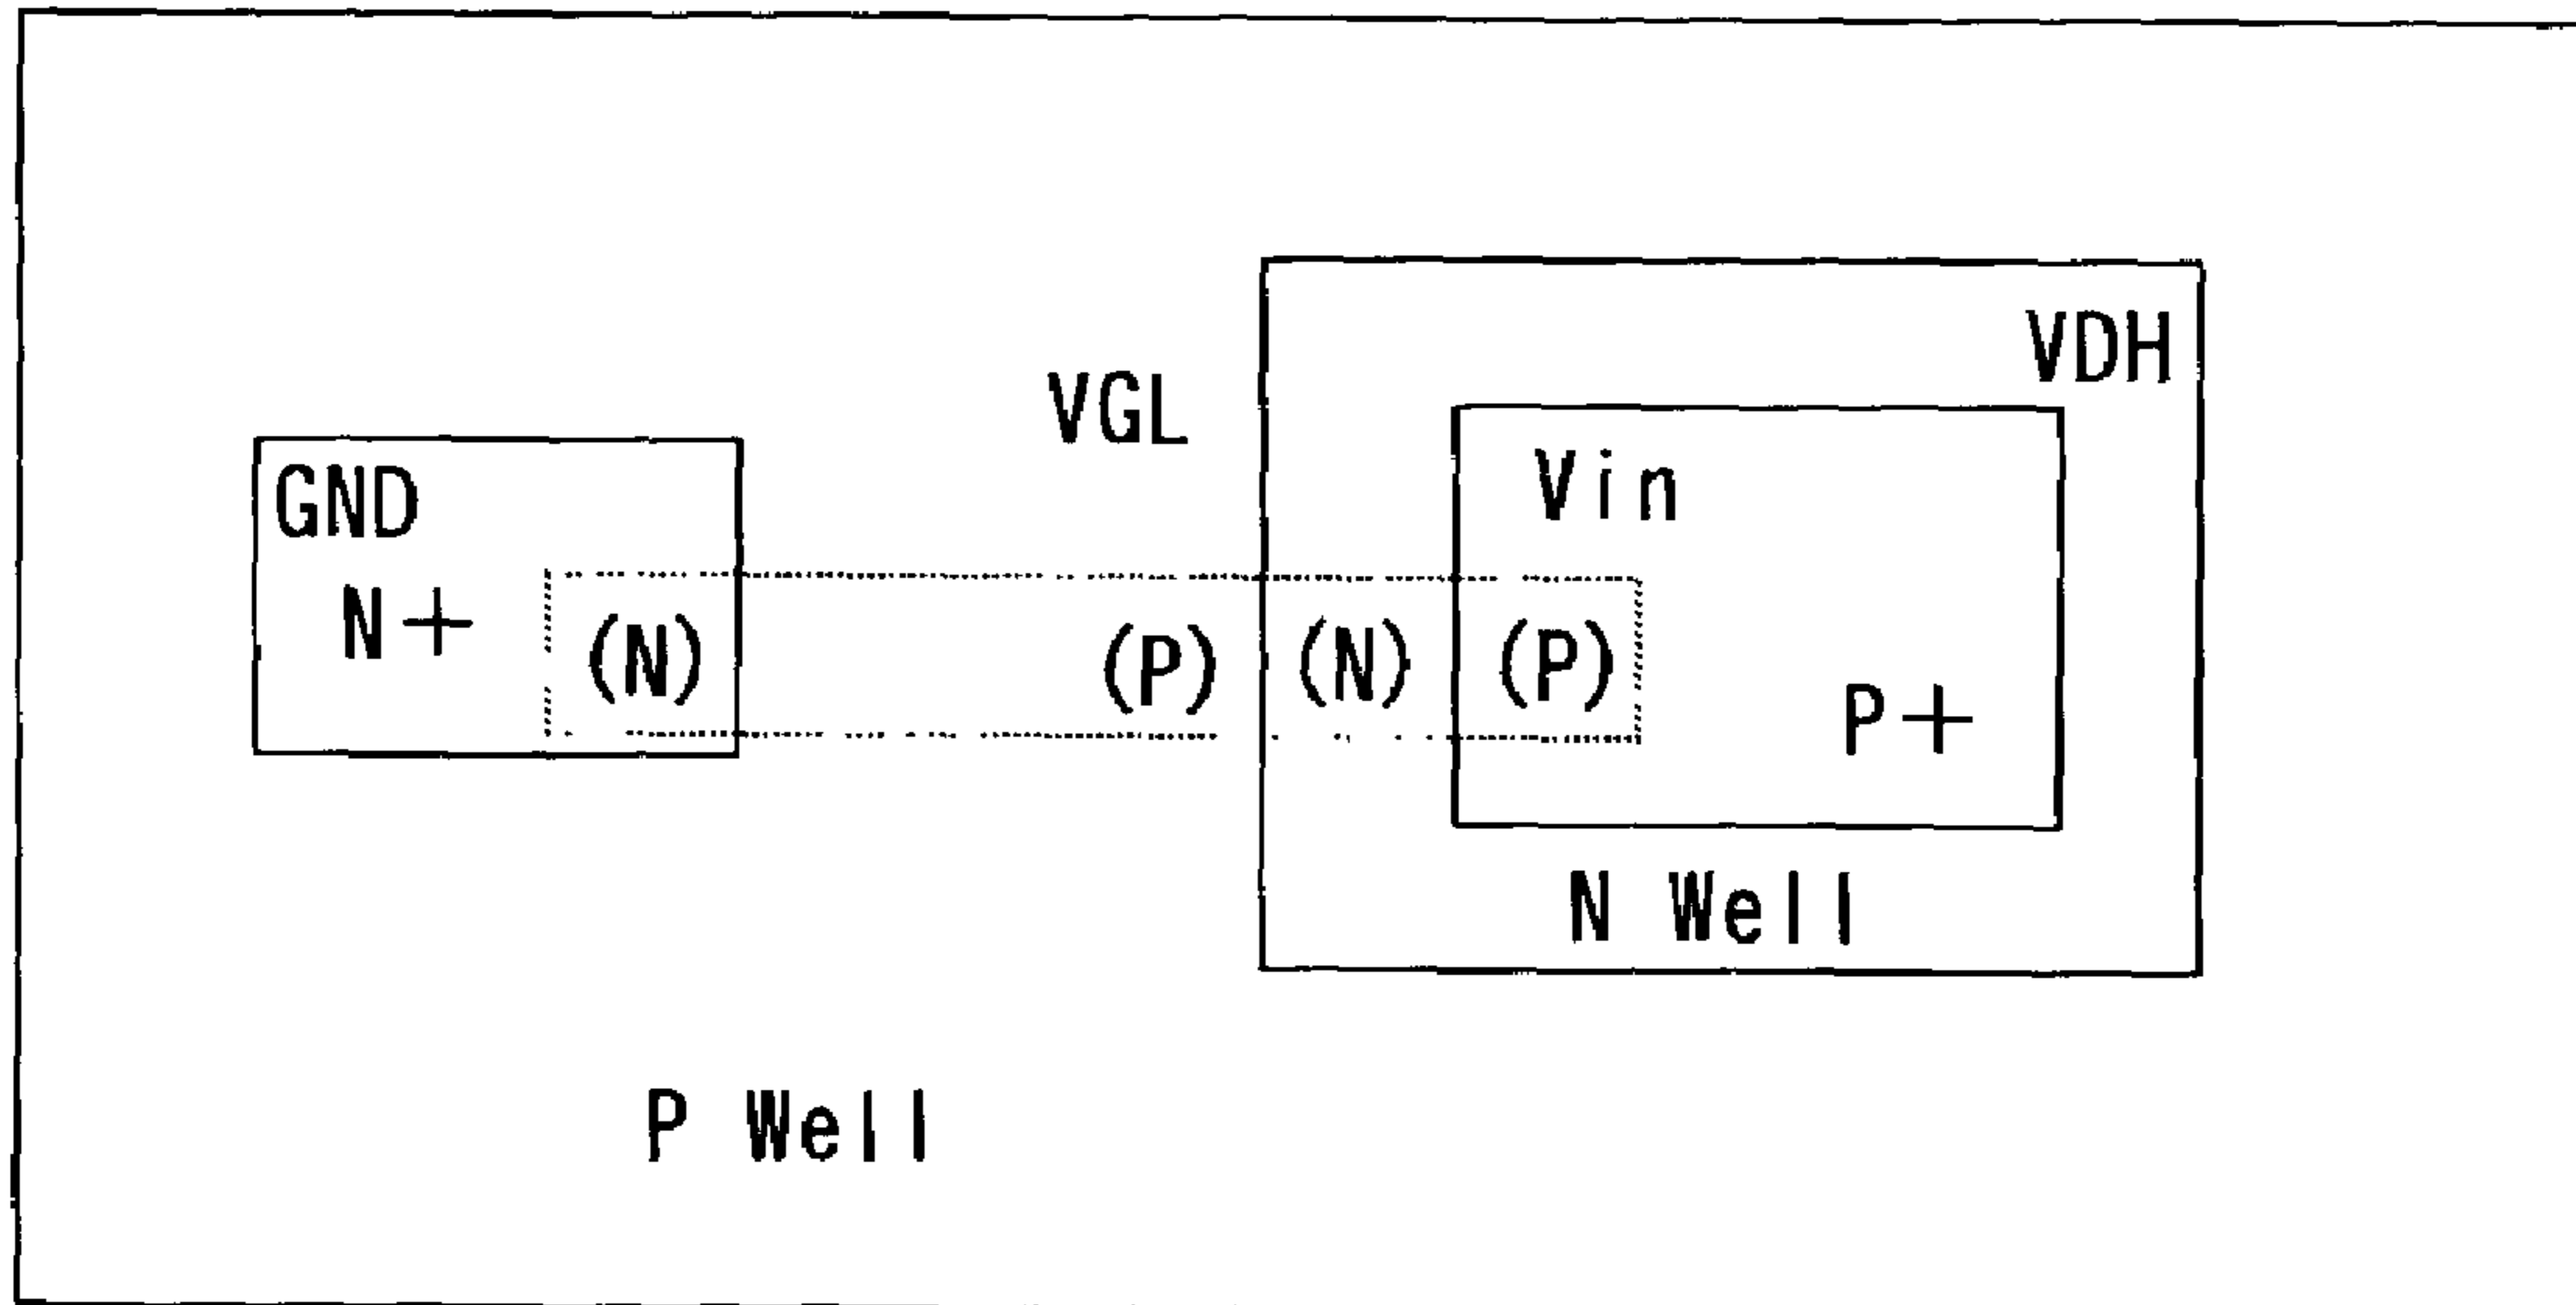 VDH
VGL
GND
Vin
N+
(N)
(P)
(N)
(P)
P+
N Well
P Well